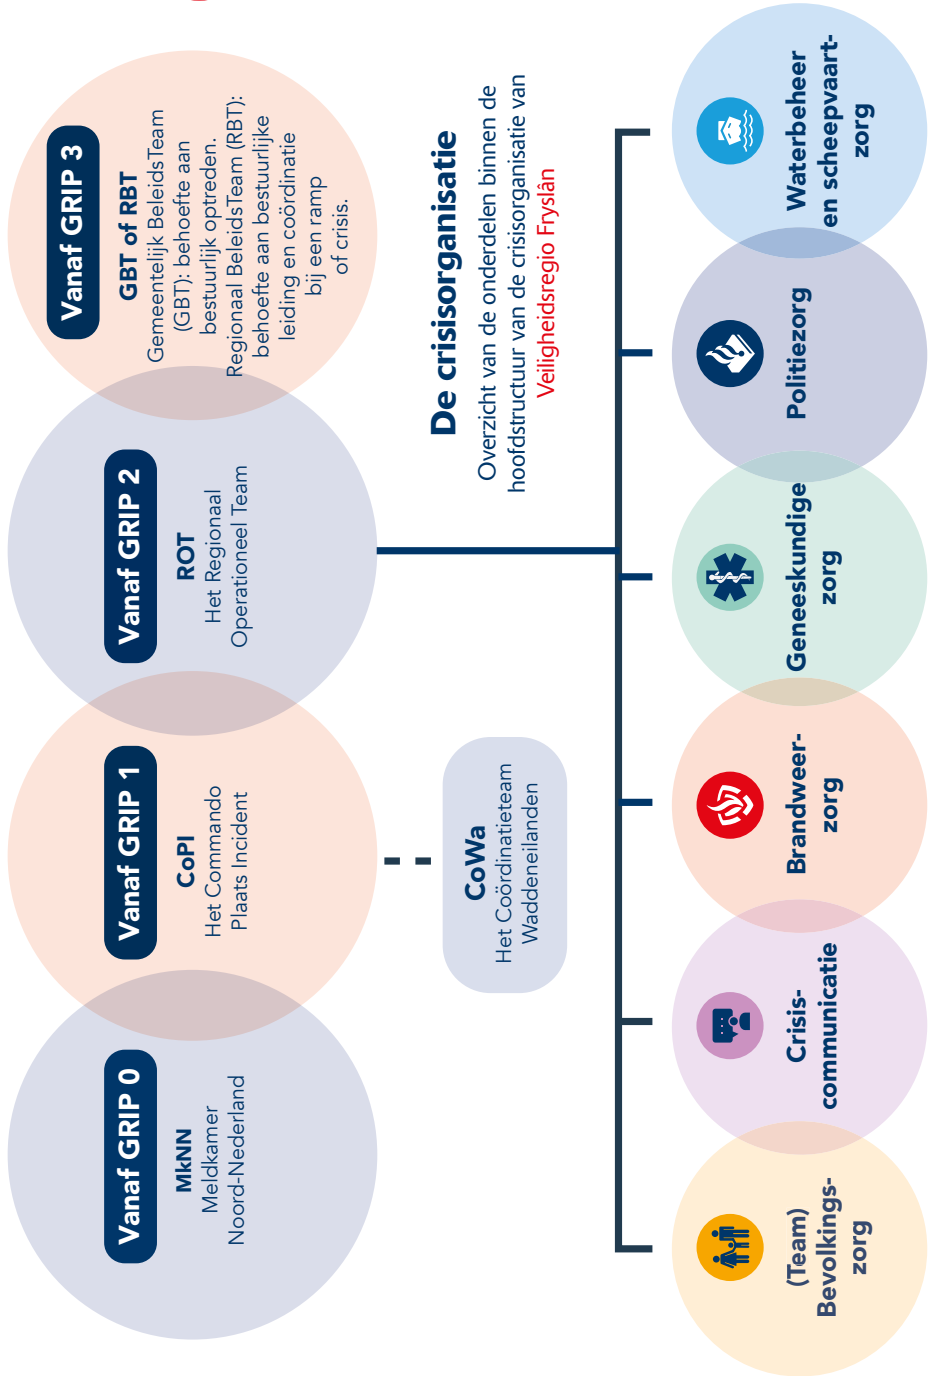 Vanaf GRIP 0
MkNN
Meldkamer
Noord-Nederland
Vanaf GRIP 1
CoPI
Het Commando
Plaats Incident
Vanaf GRIP 2
ROT
Het Regionaal
Operationeel Team
Vanaf GRIP 3
GBT of RBT
Gemeentelijk BeleidsTeam
(GBT): behoefte aan
bestuurlijk optreden.
Regionaal BeleidsTeam (RBT):
behoefte aan bestuurlijke
leiding en coördinatie
bij een ramp
of crisis.
CoWa
Het Coördinatieteam
Waddeneilanden
De crisisorganisatie
Overzicht van de onderdelen binnen de
hoofdstructuur van de crisisorganisatie van
Veiligheidsregio Fryslân
(Team)
Bevolkings-
zorg
Crisis-
communicatie
Brandweer-
zorg
Geneeskundige
zorg
Politiezorg
Waterbeheer
en scheepvaart-
zorg